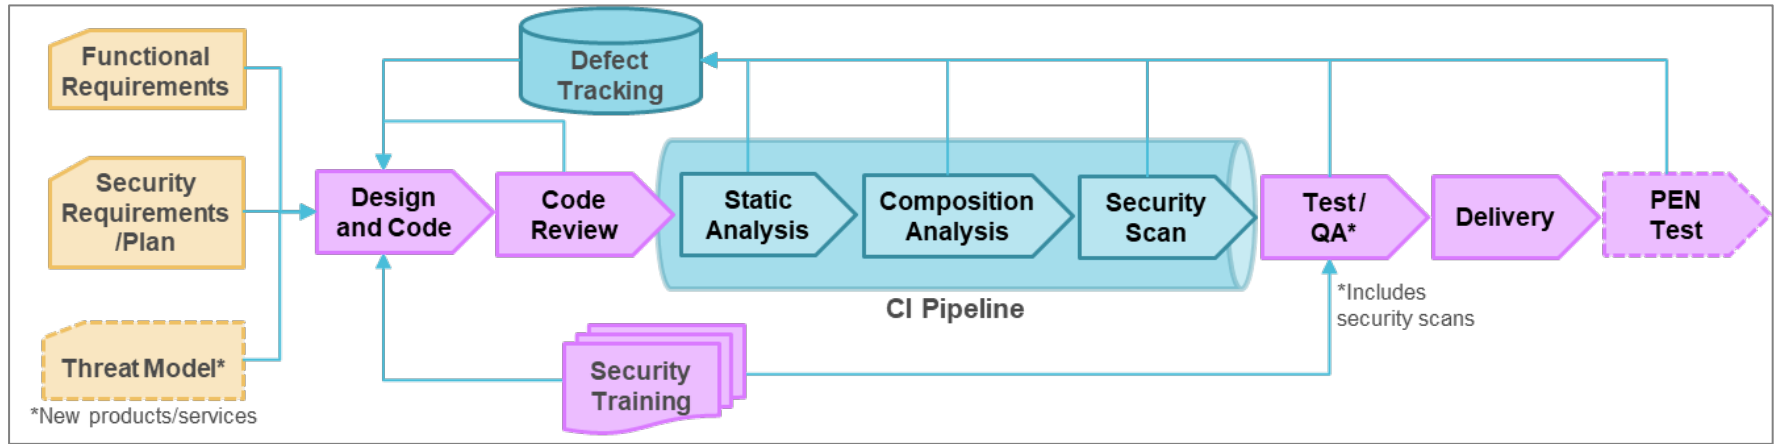 Functional
Requirements
Security
Requirements
/Plan
Threat Model*
*New products/services
Defect
Tracking
Design
and Code
Code
Review
Static
Analysis
Composition
Analysis
Security
Scan
CI Pipeline
Test /
QA*
*Includes
security scans
Delivery
PEN
Test
Security
Training